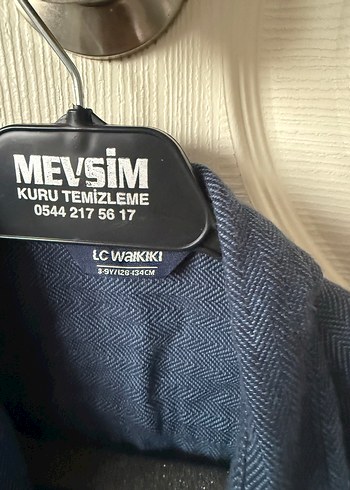 MEVSİM
KURU TEMİZLEME
0544 217 56 17
LC WAIKIKI
8-9Y/128-134CM